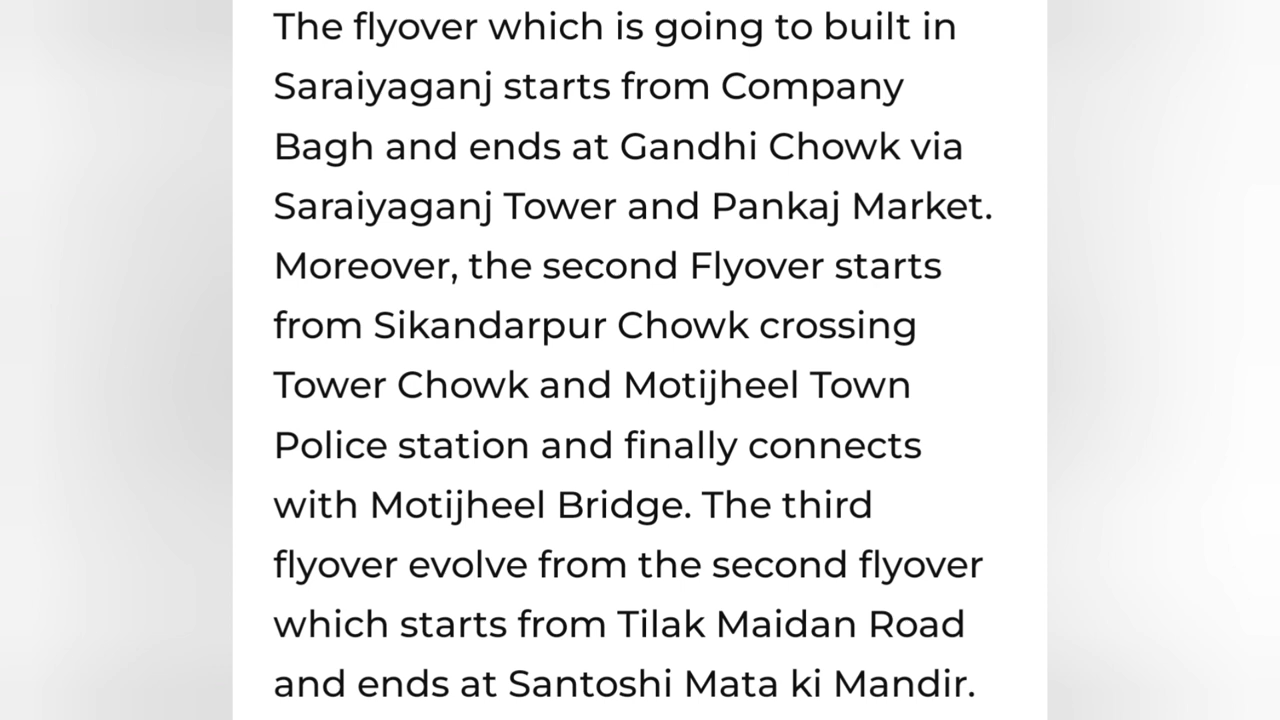 The flyover which is going to built in
Saraiyaganj starts from Company
Bagh and ends at Gandhi Chowk via
Saraiyaganj Tower and Pankaj Market.
Moreover, the second Flyover starts
from Sikandarpur Chowk crossing
Tower Chowk and Motijheel Town
Police station and finally connects
with Motijheel Bridge. The third
flyover evolve from the second flyover
which starts from Tilak Maidan Road
and ends at Santoshi Mata ki Mandir.